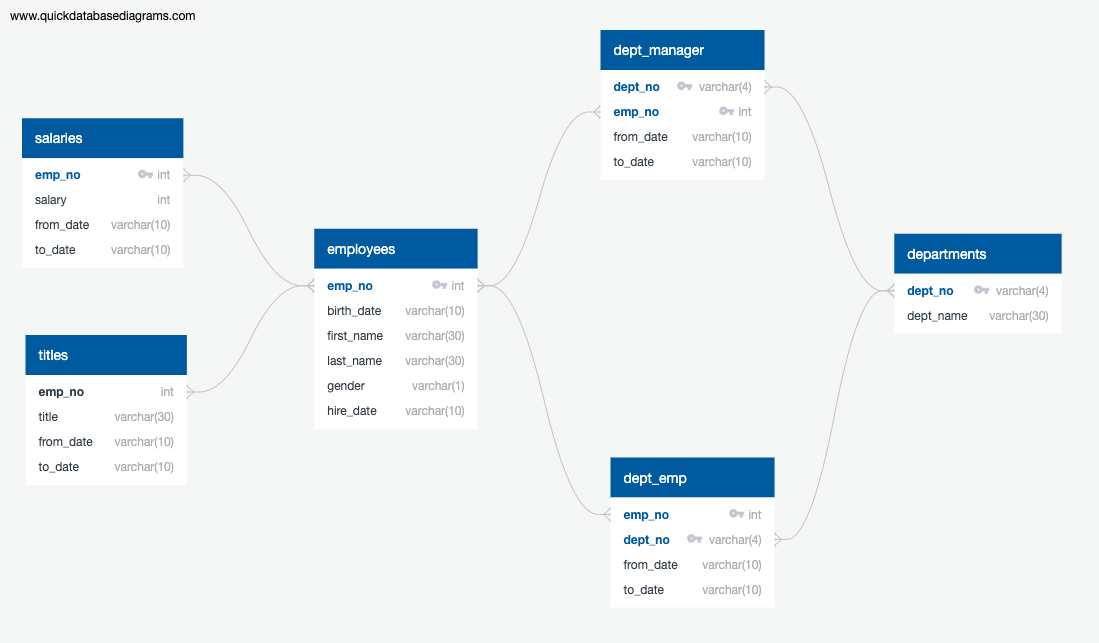 www.quickdatabasediagrams.com
salaries
emp_no int
salary int
from_date varchar(10)
to_date varchar(10)
titles
emp_no int
title varchar(30)
from_date varchar(10)
to_date varchar(10)
employees
emp_no int
birth_date varchar(10)
first_name varchar(30)
last_name varchar(30)
gender varchar(1)
hire_date varchar(10)
dept_manager
dept_no varchar(4)
emp_no int
from_date varchar(10)
to_date varchar(10)
dept_emp
emp_no int
dept_no varchar(4)
from_date varchar(10)
to_date varchar(10)
departments
dept_no varchar(4)
dept_name varchar(30)